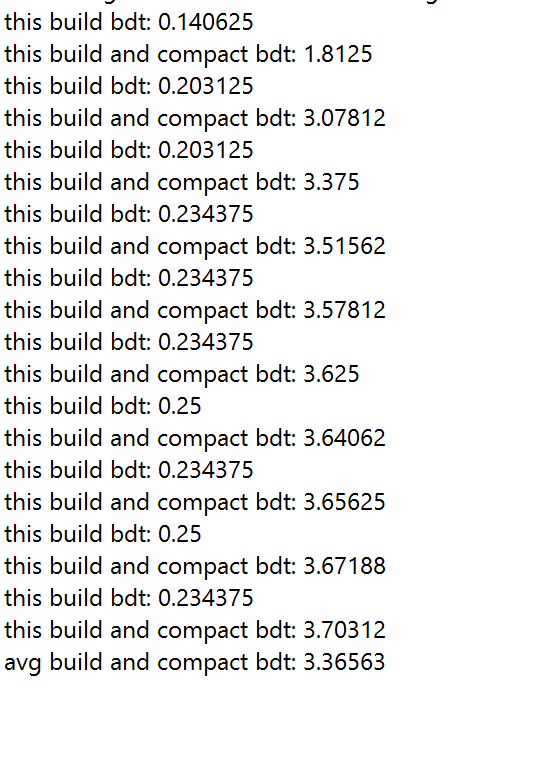 this build bdt: 0.140625
this build and compact bdt: 1.8125
this build bdt: 0.203125
this build and compact bdt: 3.07812
this build bdt: 0.203125
this build and compact bdt: 3.375
this build bdt: 0.234375
this build and compact bdt: 3.51562
this build bdt: 0.234375
this build and compact bdt: 3.57812
this build bdt: 0.234375
this build and compact bdt: 3.625
this build bdt: 0.25
this build and compact bdt: 3.64062
this build bdt: 0.234375
this build and compact bdt: 3.65625
this build bdt: 0.25
this build and compact bdt: 3.67188
this build bdt: 0.234375
this build and compact bdt: 3.70312
avg build and compact bdt: 3.36563